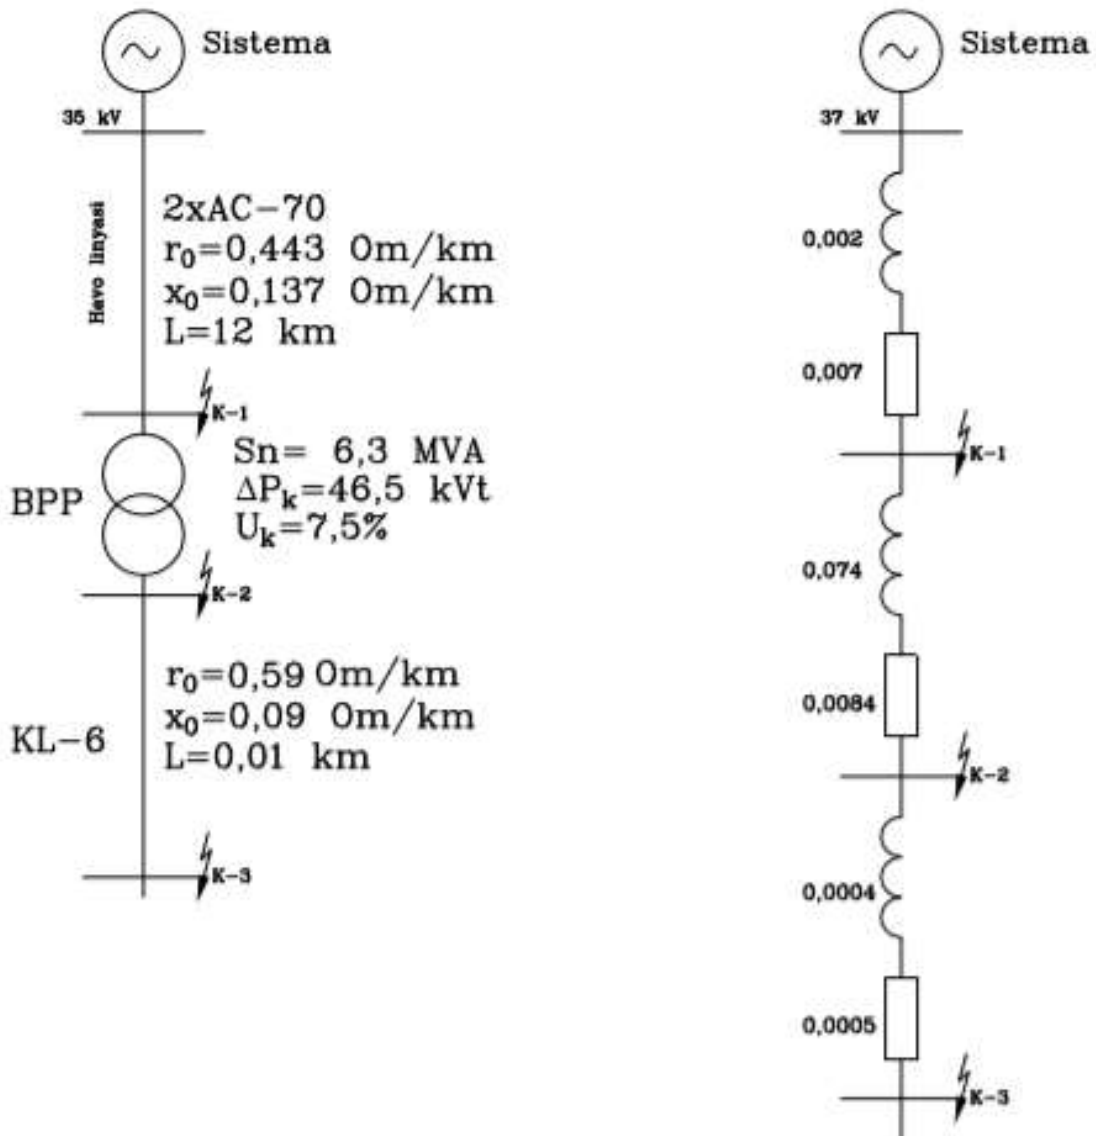 Sistema
35 kV
Havo linyasi
2xAC-70
r₀=0,443 Om/km
x₀=0,137 Om/km
L=12 km
K-1
BPP
Sn= 6,3 MVA
ΔPₖ=46,5 kVt
Uₖ=7,5%
K-2
KL-6
r₀=0,59 Om/km
x₀=0,09 Om/km
L=0,01 km
K-3
Sistema
37 kV
0,002
0,007
K-1
0,074
0,0084
K-2
0,0004
0,0005
K-3